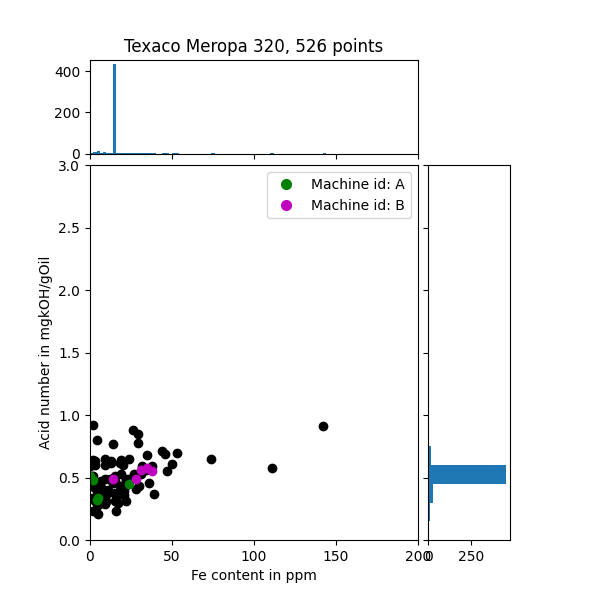 Texaco Meropa 320, 526 points
400
200
0
3.0
2.5
2.0
1.5
1.0
0.5
0.0
Acid number in mgkOH/gOil
Machine id: A
Machine id: B
0 50 100 150 200
0 250
Fe content in ppm